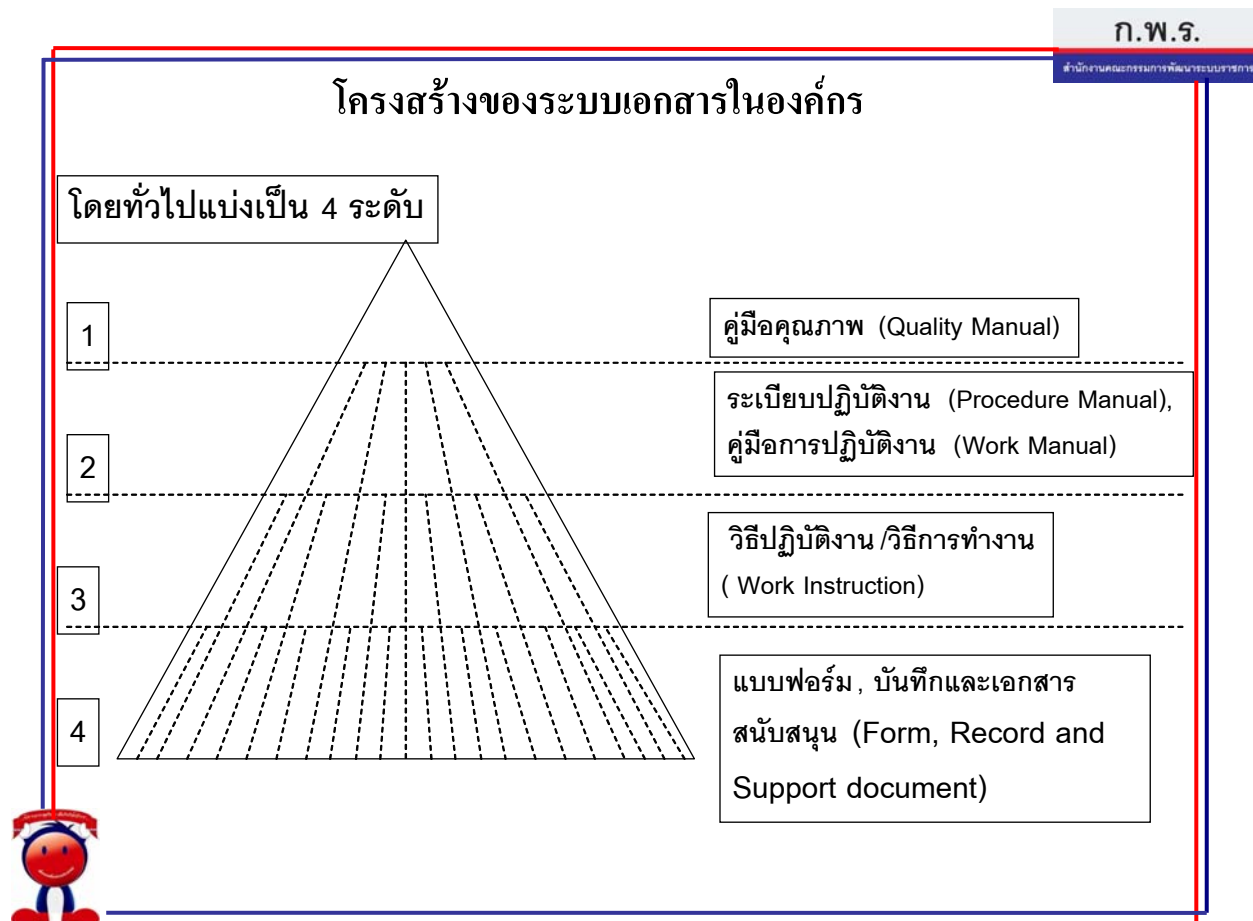 ก.พ.ร.
สำนักงานคณะกรรมการพัฒนาระบบราชการ
โครงสร้างของระบบเอกสารในองค์กร
โดยทั่วไปแบ่งเป็น 4 ระดับ
1
คู่มือคุณภาพ (Quality Manual)
ระเบียบปฏิบัติงาน (Procedure Manual),
คู่มือการปฏิบัติงาน (Work Manual)
2
วิธีปฏิบัติงาน /วิธีการทำงาน
( Work Instruction)
3
แบบฟอร์ม , บันทึกและเอกสาร
สนับสนุน (Form, Record and
Support document)
4